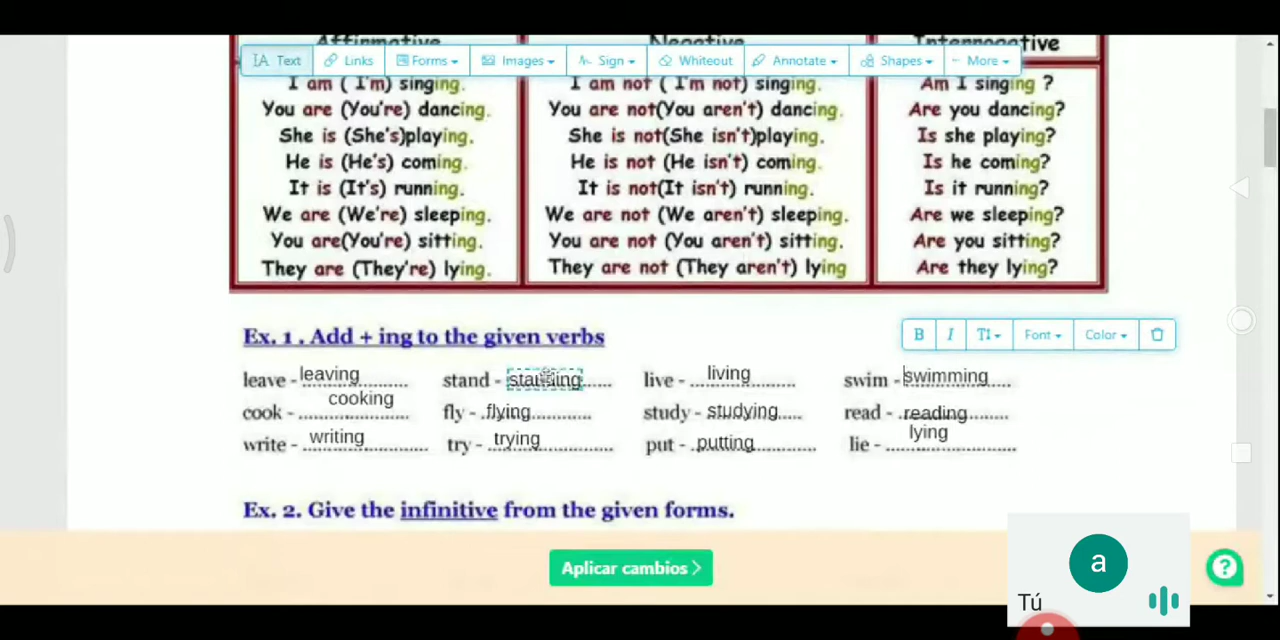 Affirmative Negative Interrogative
Text Links Forms Images Sign Whiteout Annotate Shapes More
I am ( I'm) singing. I am not ( I'm not) singing. Am I singing ?
You are (You're) dancing. You are not(You aren't) dancing. Are you dancing?
She is (She's)playing. She is not(She isn't)playing. Is she playing?
He is (He's) coming. He is not (He isn't) coming. Is he coming?
It is (It's) running. It is not(It isn't) running. Is it running?
We are (We're) sleeping. We are not (We aren't) sleeping. Are we sleeping?
You are(You're) sitting. You are not (You aren't) sitting. Are you sitting?
They are (They're) lying. They are not (They aren't) lying Are they lying?
Ex. 1 . Add + ing to the given verbs
B I TI Font Color
leave - leaving stand - standing live - living swim - swimming
cook - cooking fly - flying study - studying read - reading
write - writing try - trying put - putting lie - lying
Ex. 2. Give the infinitive from the given forms.
Aplicar cambios
a
?
Tú